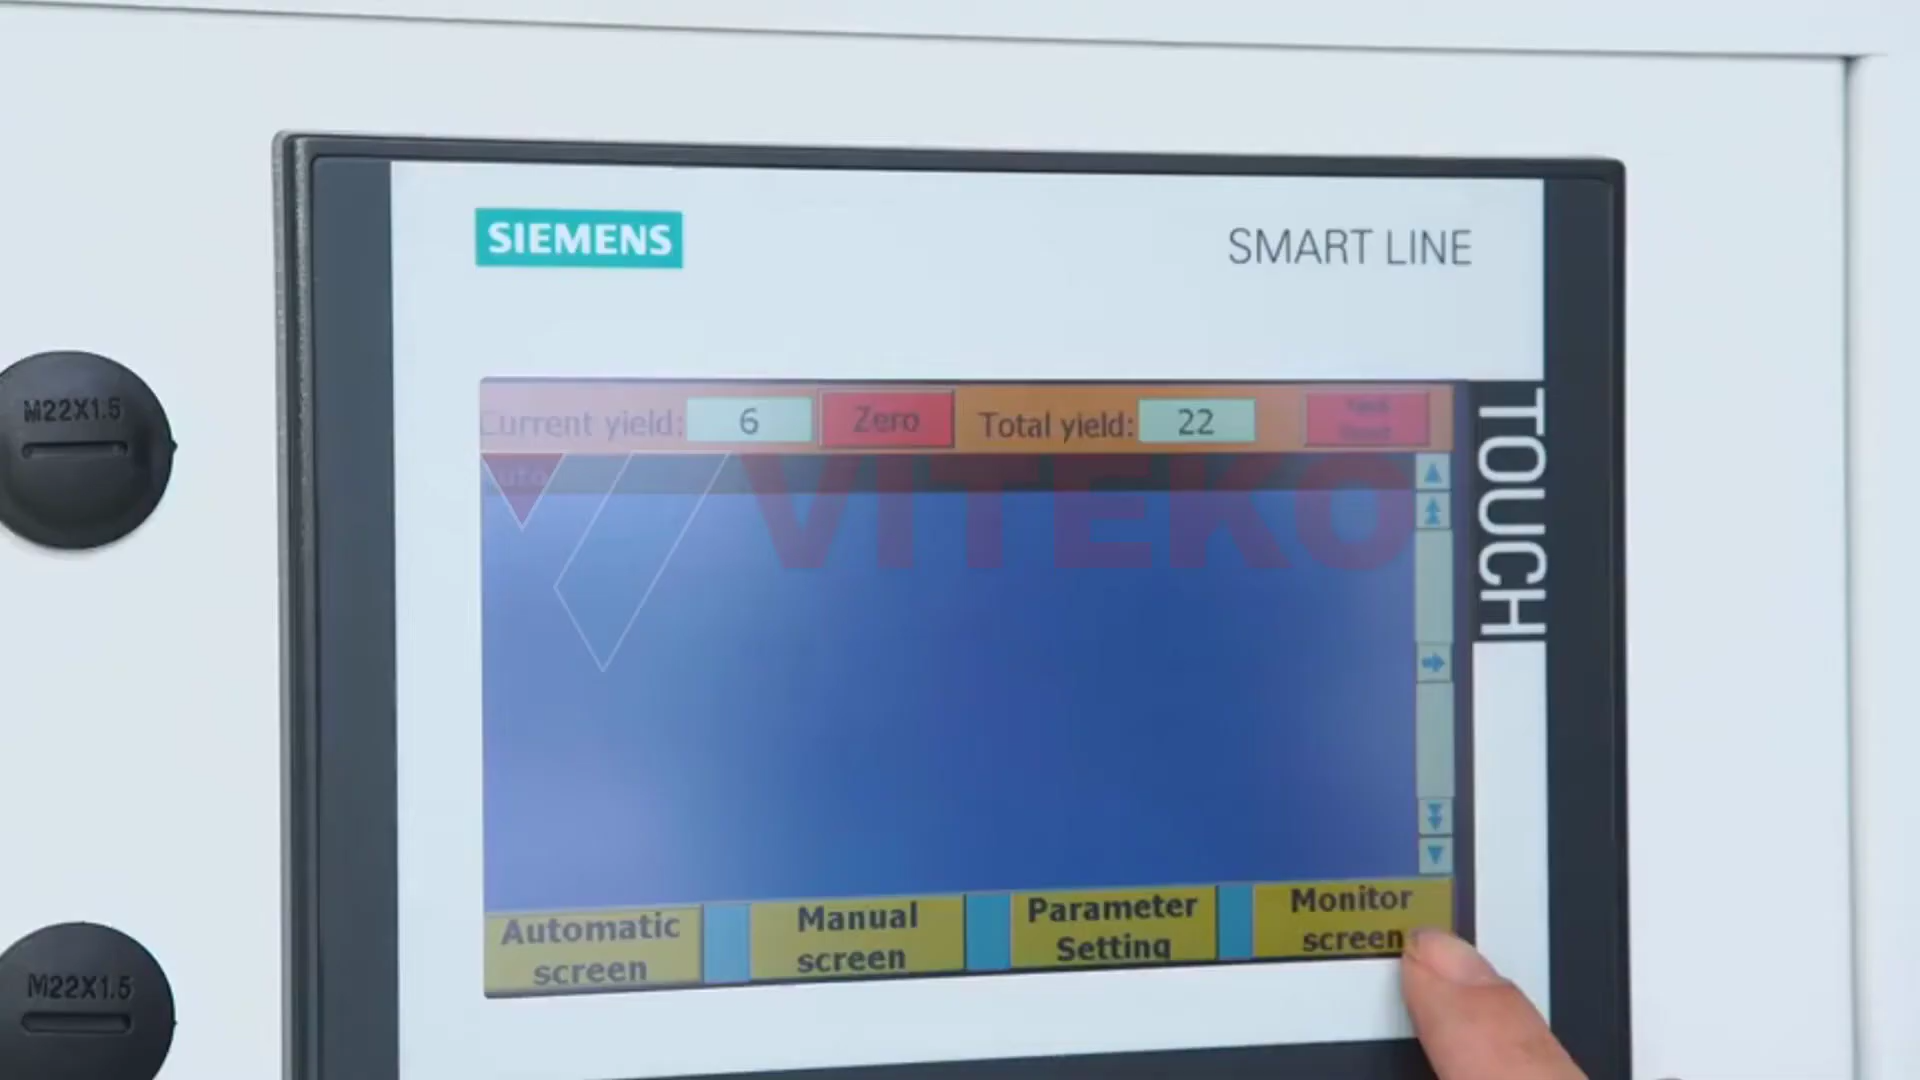 SIEMENS
SMART LINE
M22X1.5
Current yield: 6 Zero Total yield: 22
TOUCH
Auto
VITEKO
Automatic screen
Manual screen
Parameter Setting
Monitor screen
M22X1.5